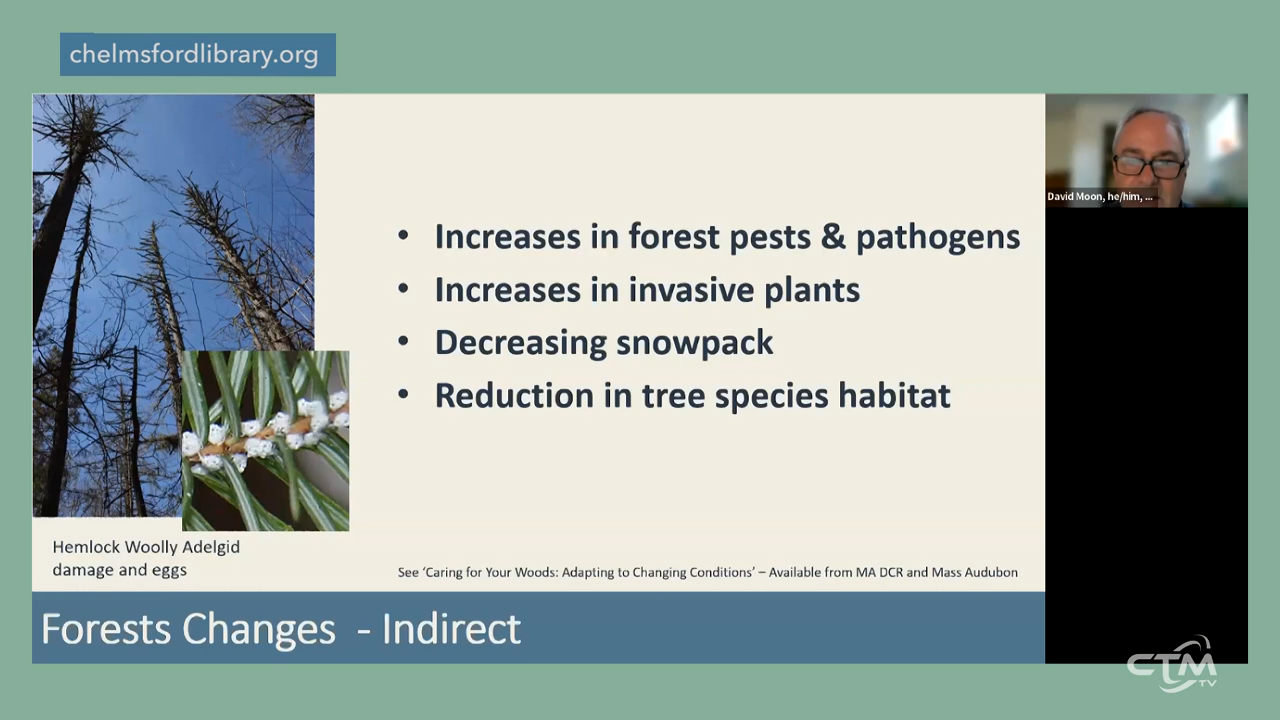 chelmsfordlibrary.org
David Moon, he/him, ...
• Increases in forest pests & pathogens
• Increases in invasive plants
• Decreasing snowpack
• Reduction in tree species habitat
Hemlock Woolly Adelgid
damage and eggs
See ‘Caring for Your Woods: Adapting to Changing Conditions’ – Available from MA DCR and Mass Audubon
Forests Changes - Indirect
CTM
TV